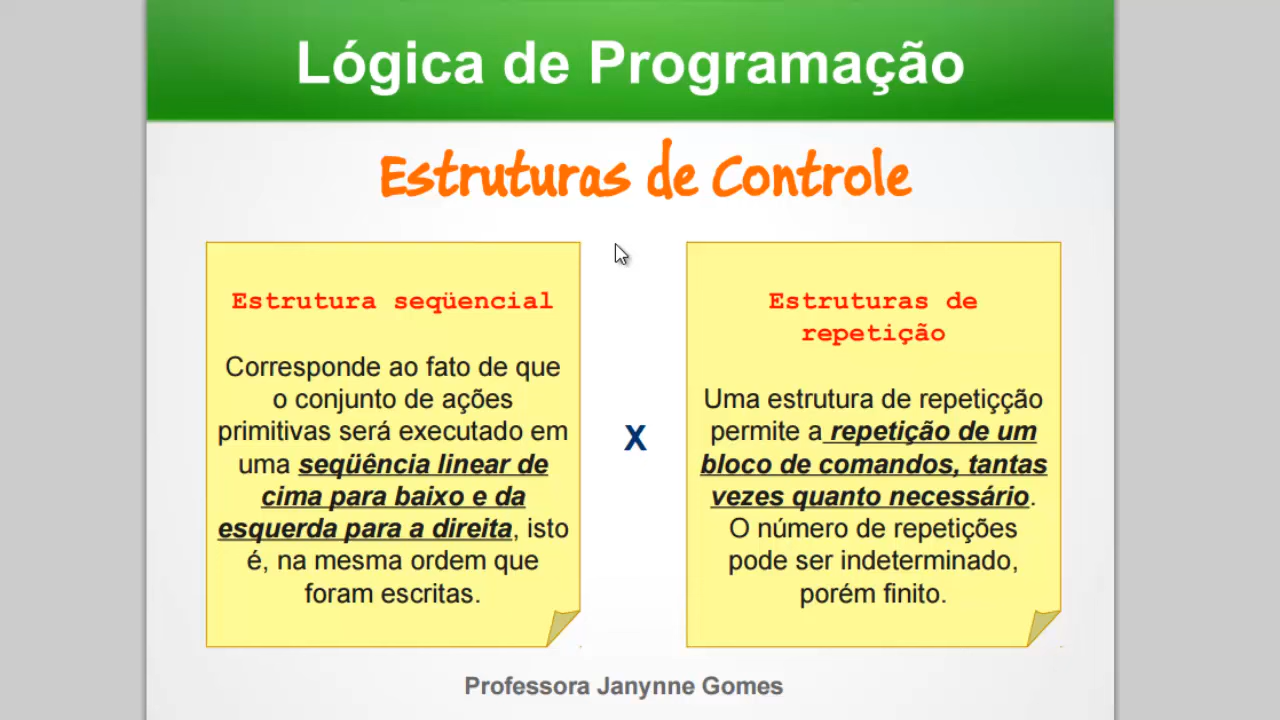 Lógica de Programação
Estruturas de Controle
Estrutura seqüencial
Corresponde ao fato de que
o conjunto de ações
primitivas será executado em
uma seqüência linear de
cima para baixo e da
esquerda para a direita, isto
é, na mesma ordem que
foram escritas.
X
Estruturas de
repetição
Uma estrutura de repetiçção
permite a repetição de um
bloco de comandos, tantas
vezes quanto necessário.
O número de repetições
pode ser indeterminado,
porém finito.
Professora Janynne Gomes